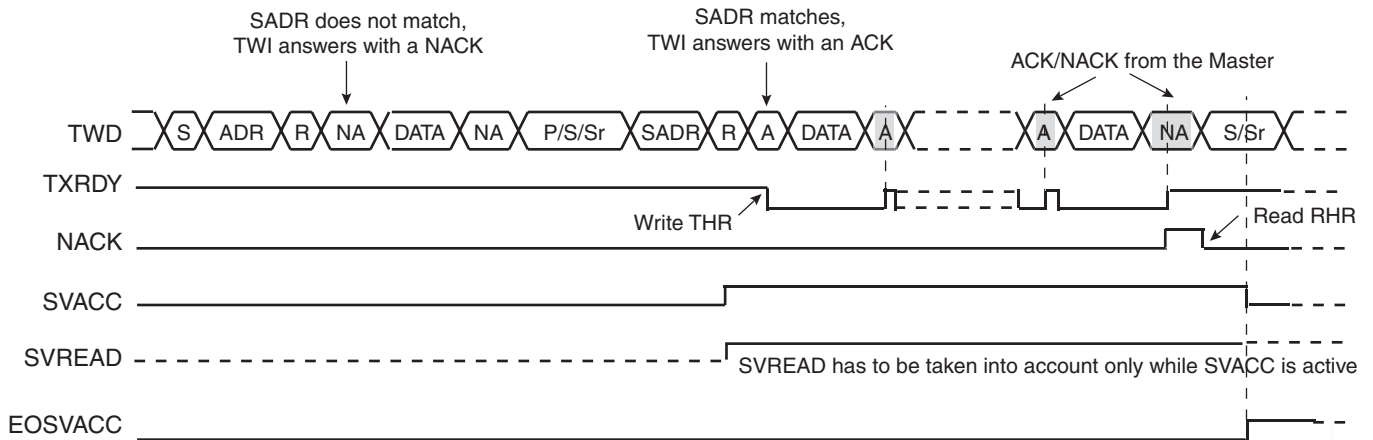 SADR does not match,
TWI answers with a NACK
SADR matches,
TWI answers with an ACK
ACK/NACK from the Master
TWD S ADR R NA DATA NA P/S/Sr SADR R A DATA A A DATA NA S/Sr
TXRDY
Write THR
Read RHR
NACK
SVACC
SVREAD
SVREAD has to be taken into account only while SVACC is active
EOSVACC